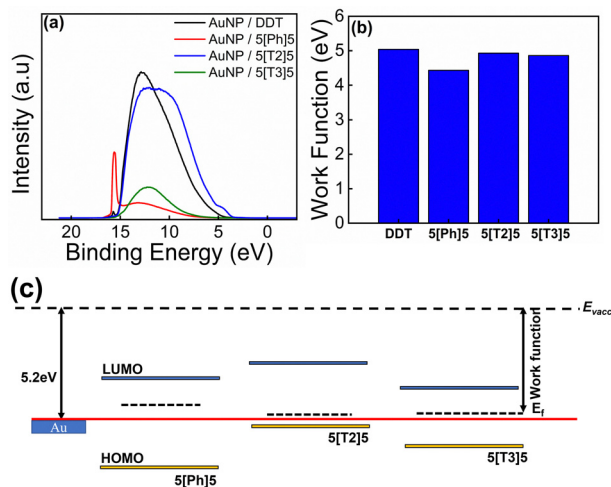 (a)
AuNP / DDT
AuNP / 5[Ph]5
AuNP / 5[T2]5
AuNP / 5[T3]5
Intensity (a.u)
20 15 10 5 0
Binding Energy (eV)
(b)
Work Function (eV)
6
5
4
3
2
1
0
DDT 5[Ph]5 5[T2]5 5[T3]5
(c)
E_vacc
5.2eV
LUMO
Work function
E_f
Au
HOMO
5[Ph]5
5[T2]5
5[T3]5